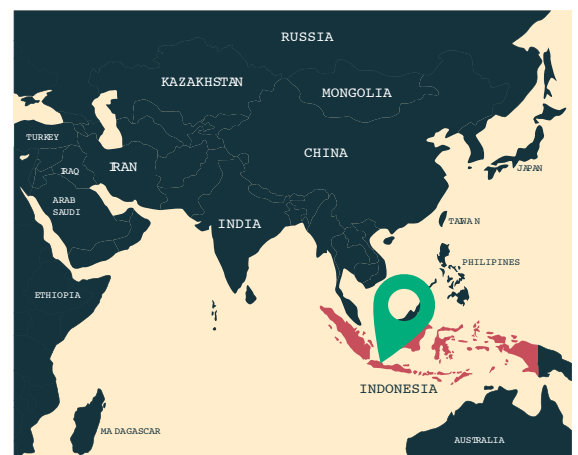 RUSSIA
KAZAKHSTAN
MONGOLIA
TURKEY
CHINA
IRAN
IRAQ
JAPAN
ARAB
SAUDI
INDIA
TAIWAN
PHILIPINES
ETHIOPIA
INDONESIA
MADAGASCAR
AUSTRALIA